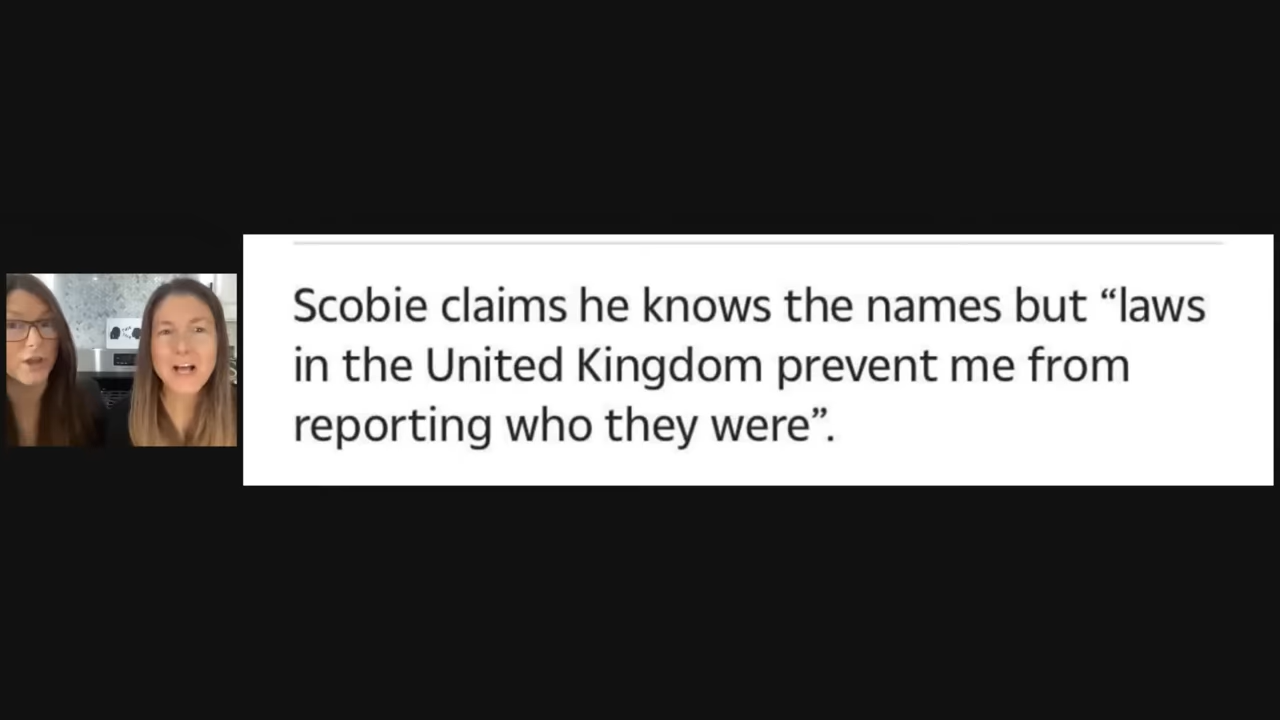 Scobie claims he knows the names but “laws
in the United Kingdom prevent me from
reporting who they were”.